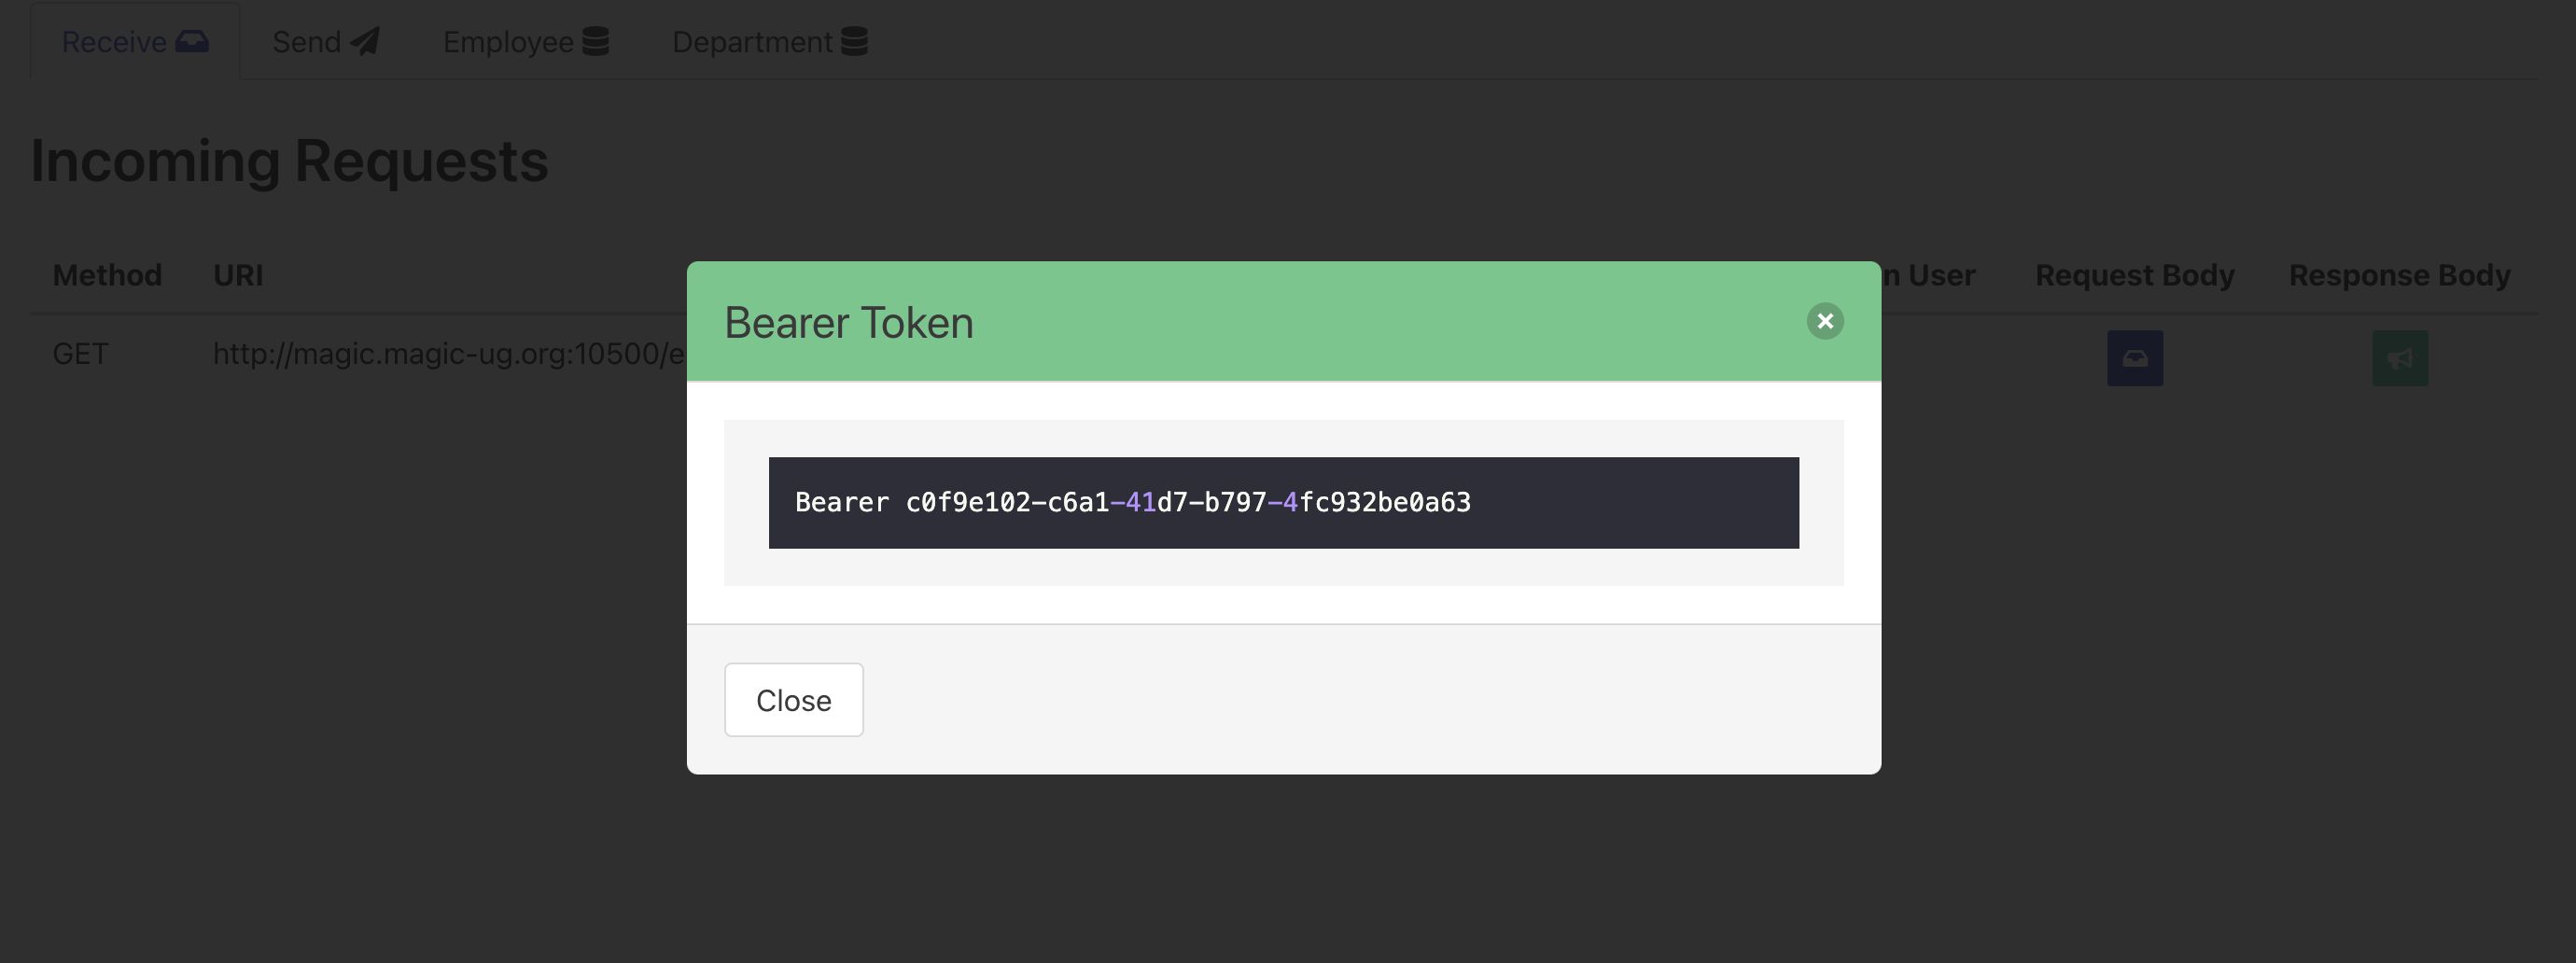 Receive Send Employee Department
Incoming Requests
Method URI n User Request Body Response Body
GET http://magic.magic-ug.org:10500/e
Bearer Token
Bearer c0f9e102-c6a1-41d7-b797-4fc932be0a63
Close